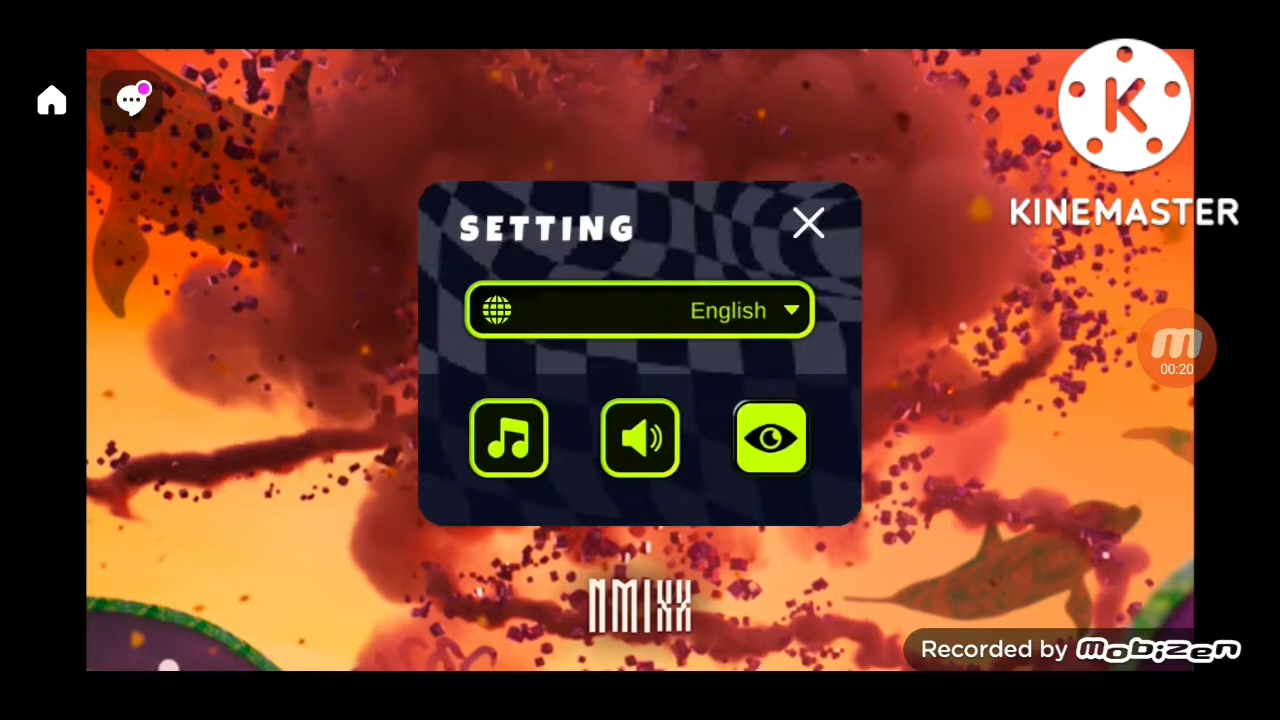 KINEMASTER
SETTING
English
00:20
NMIXX
Recorded by mobizen